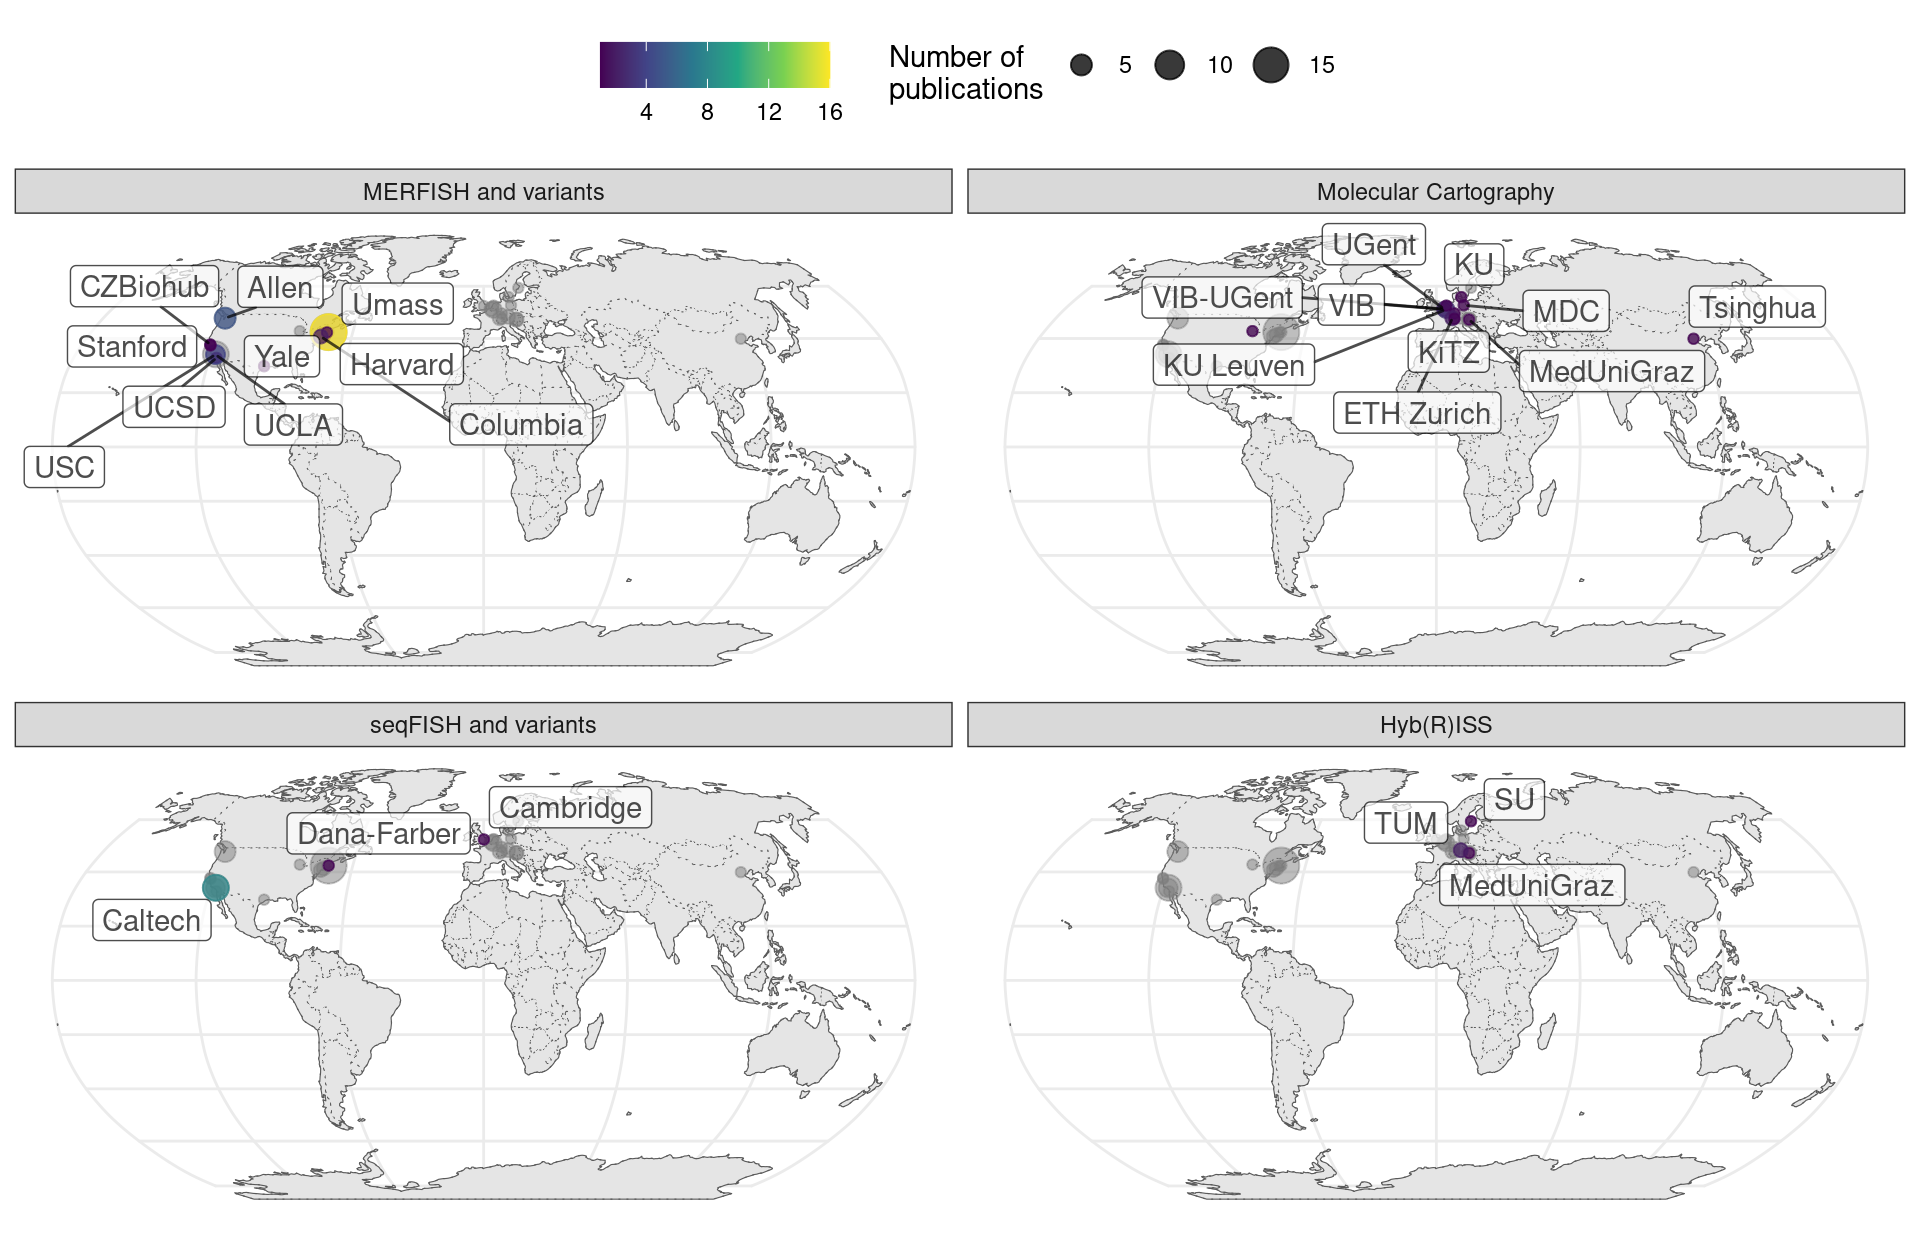 4
8
12
16
Number of
publications
5
10
15
MERFISH and variants
Molecular Cartography
CZBiohub
Allen
Umass
Stanford
Yale
Harvard
UCSD
UCLA
Columbia
USC
UGent
KU
VIB-UGent
VIB
MDC
Tsinghua
KU Leuven
KiTZ
MedUniGraz
ETH Zurich
seqFISH and variants
Hyb(R)ISS
Cambridge
Dana-Farber
Caltech
SU
TUM
MedUniGraz